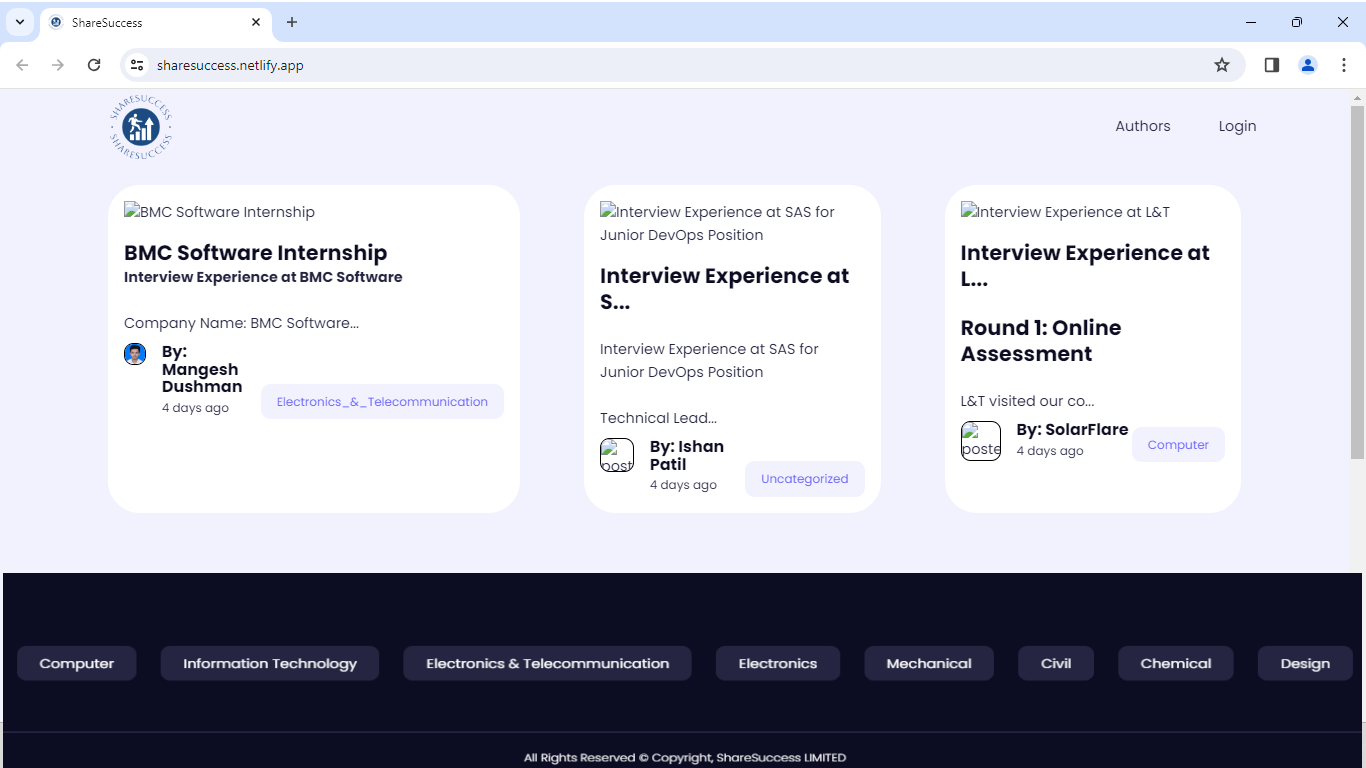 ShareSuccess
sharesuccess.netlify.app
SHARESUCCESS
SHARESUCCESS
Authors
Login
BMC Software Internship
BMC Software Internship
Interview Experience at BMC Software
Company Name: BMC Software...
By:
Mangesh
Dushman
4 days ago
Electronics_&_Telecommunication
Interview Experience at SAS for
Junior DevOps Position
Interview Experience at
S...
Interview Experience at SAS for
Junior DevOps Position
Technical Lead...
post
By: Ishan
Patil
4 days ago
Uncategorized
Interview Experience at L&T
Interview Experience at
L...
Round 1: Online
Assessment
L&T visited our co...
poste
By: SolarFlare
4 days ago
Computer
Computer
Information Technology
Electronics & Telecommunication
Electronics
Mechanical
Civil
Chemical
Design
All Rights Reserved © Copyright, ShareSuccess LIMITED